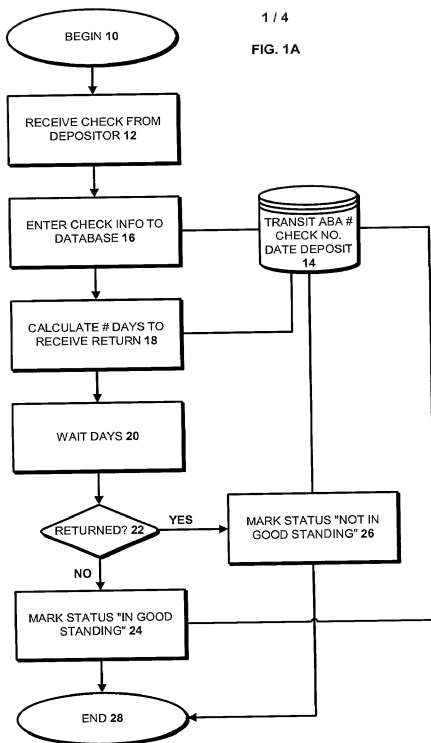 1 / 4
FIG. 1A
BEGIN 10
RECEIVE CHECK FROM
DEPOSITOR 12
ENTER CHECK INFO TO
DATABASE 16
TRANSIT ABA #
CHECK NO.
DATE DEPOSIT
14
CALCULATE # DAYS TO
RECEIVE RETURN 18
WAIT DAYS 20
RETURNED? 22
YES
MARK STATUS "NOT IN
GOOD STANDING" 26
NO
MARK STATUS "IN GOOD
STANDING" 24
END 28